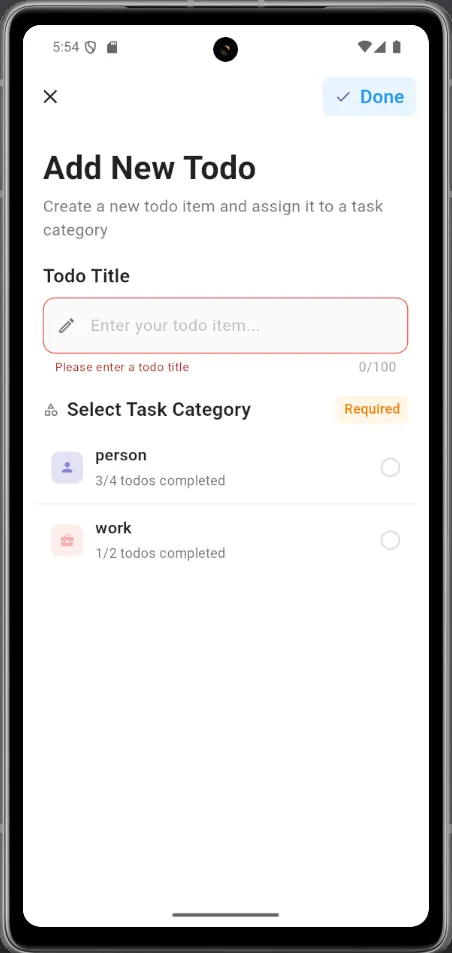 5:54
Done
Add New Todo
Create a new todo item and assign it to a task
category
Todo Title
Enter your todo item...
Please enter a todo title
0/100
Select Task Category
Required
person
3/4 todos completed
work
1/2 todos completed